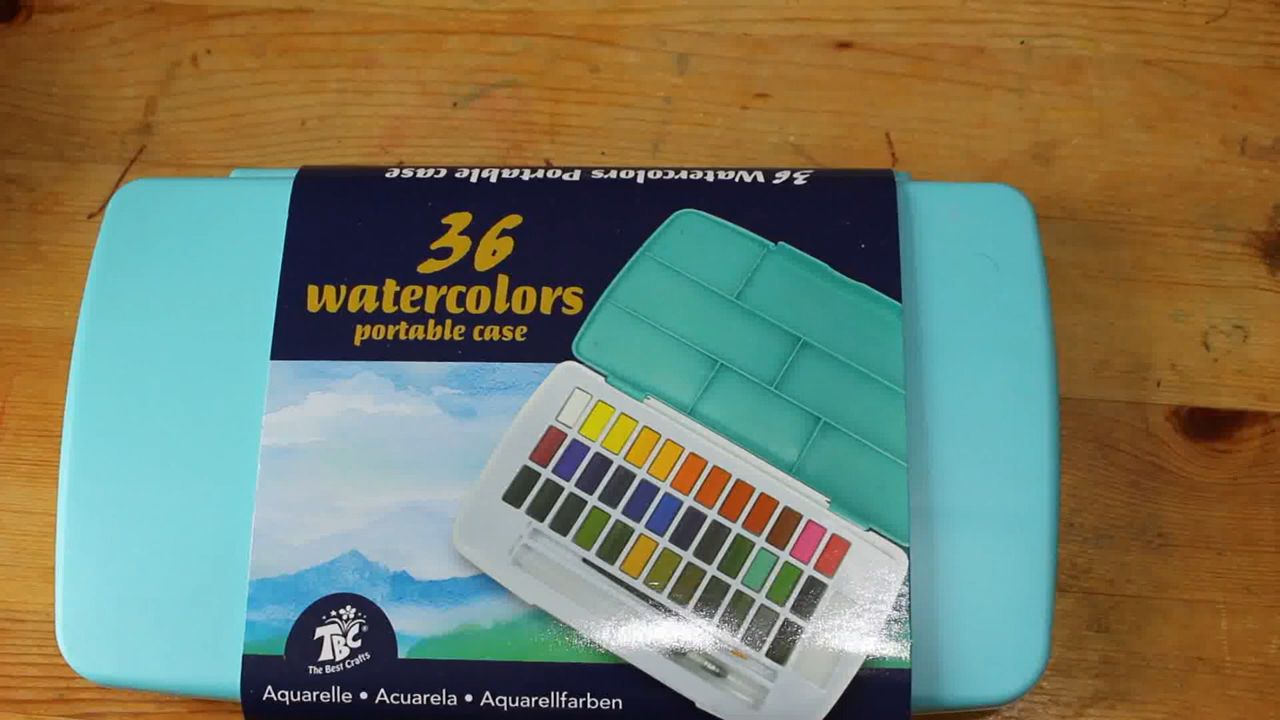 36 Watercolors Portable case
36
watercolors
portable case
TBC®
The Best Crafts
Aquarelle • Acuarela • Aquarellfarben